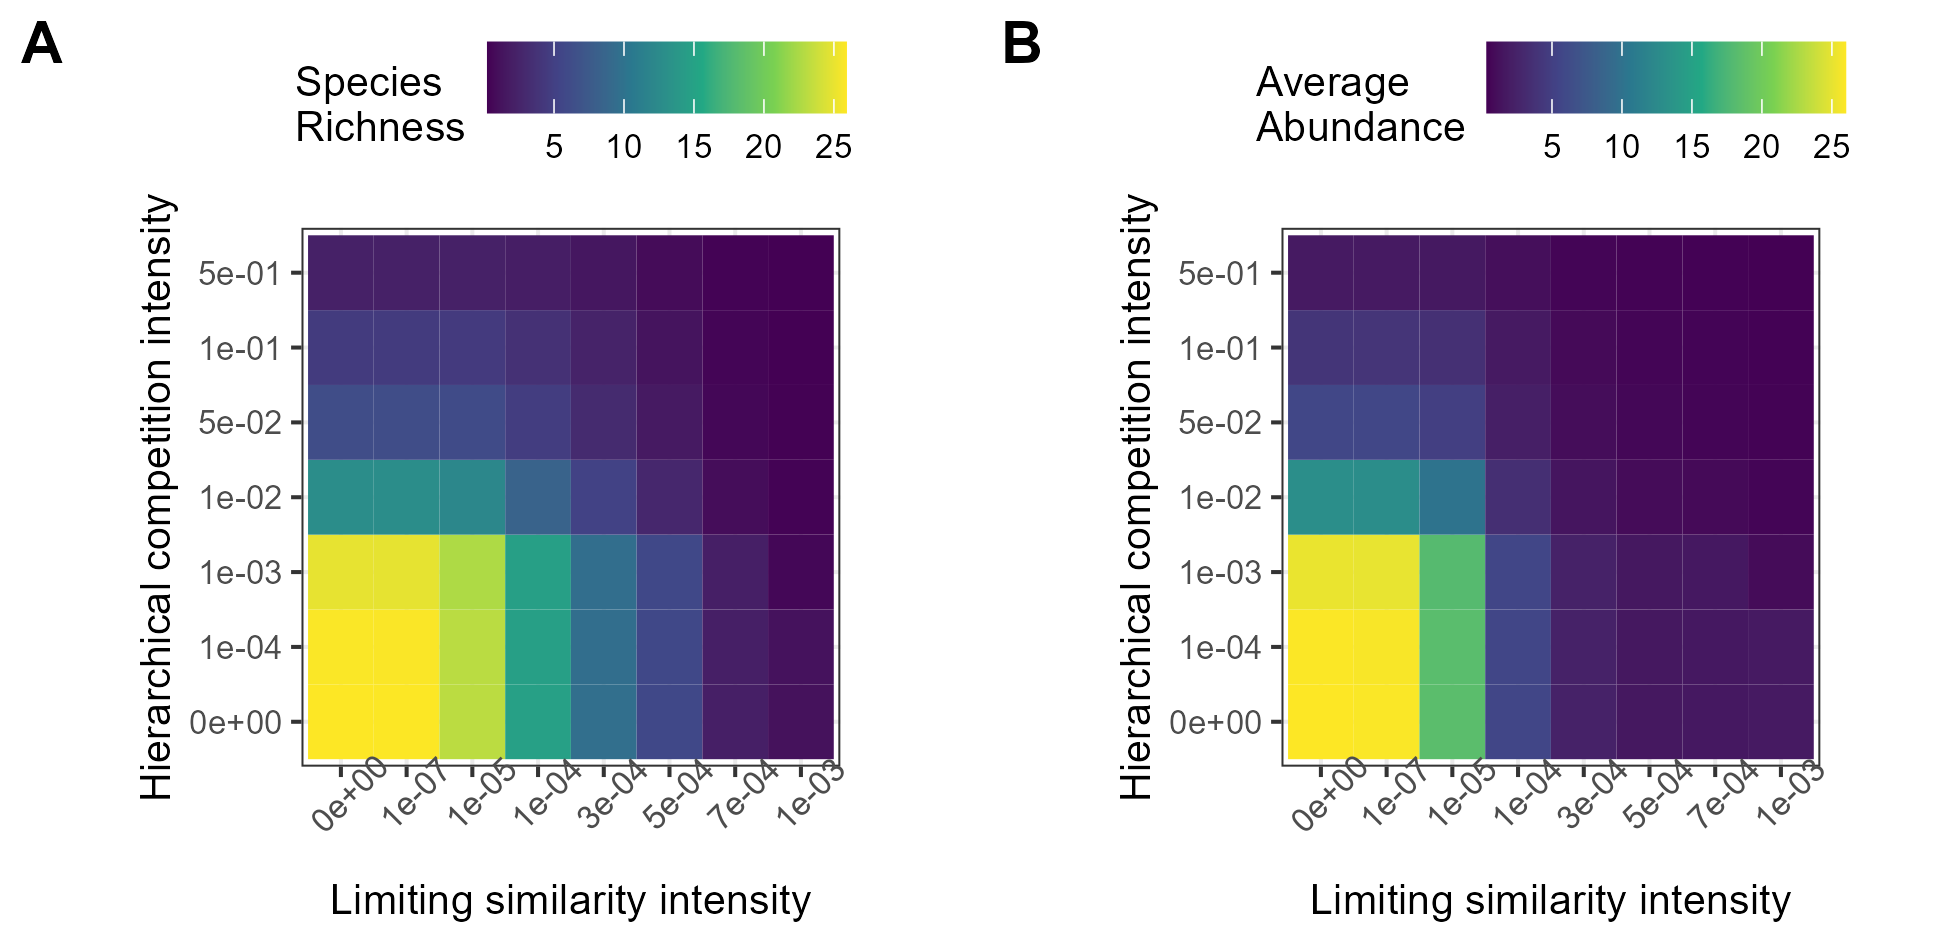 A
Species
Richness
5 10 15 20 25
Hierarchical competition intensity
5e-01
1e-01
5e-02
1e-02
1e-03
1e-04
0e+00
0e+00 1e-07 1e-05 1e-04 3e-04 5e-04 7e-04 1e-03
Limiting similarity intensity
B
Average
Abundance
5 10 15 20 25
Hierarchical competition intensity
5e-01
1e-01
5e-02
1e-02
1e-03
1e-04
0e+00
0e+00 1e-07 1e-05 1e-04 3e-04 5e-04 7e-04 1e-03
Limiting similarity intensity